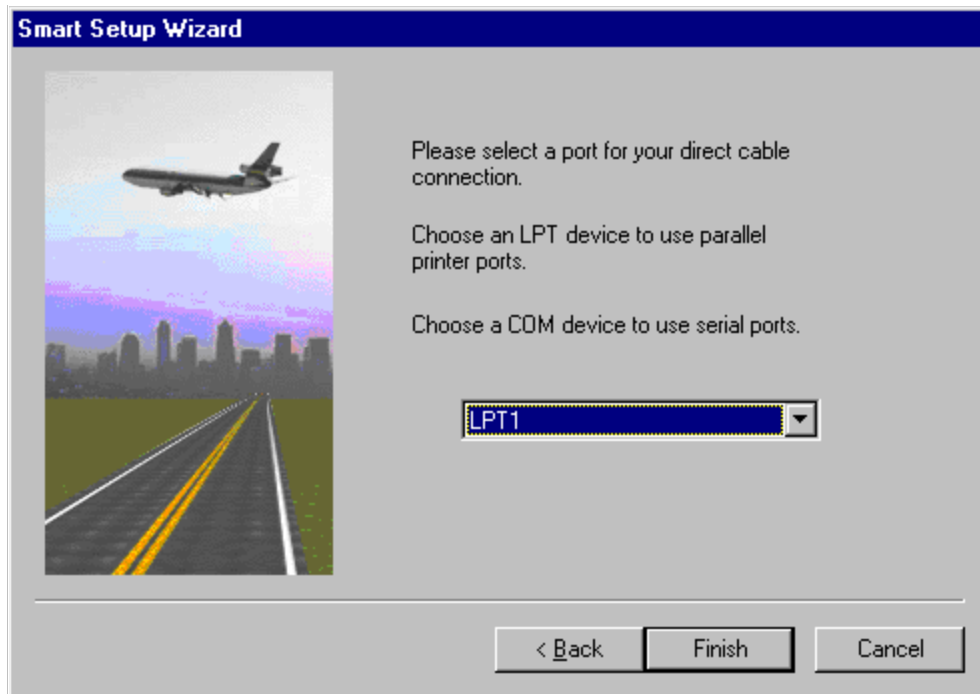 Smart Setup Wizard
Please select a port for your direct cable
connection.
Choose an LPT device to use parallel
printer ports.
Choose a COM device to use serial ports.
LPT1
< Back
Finish
Cancel